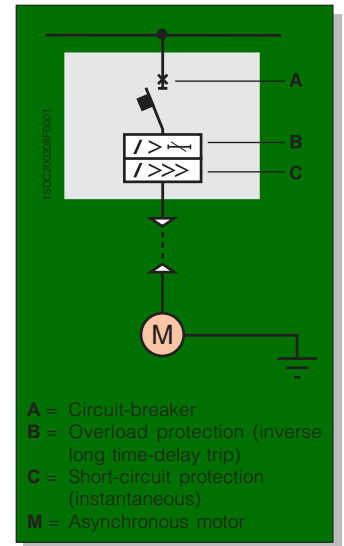 A
1SDC200208F0001
I >
B
I >>>
C
M
A = Circuit-breaker
B = Overload protection (inverse
long time-delay trip)
C = Short-circuit protection
(instantaneous)
M = Asynchronous motor